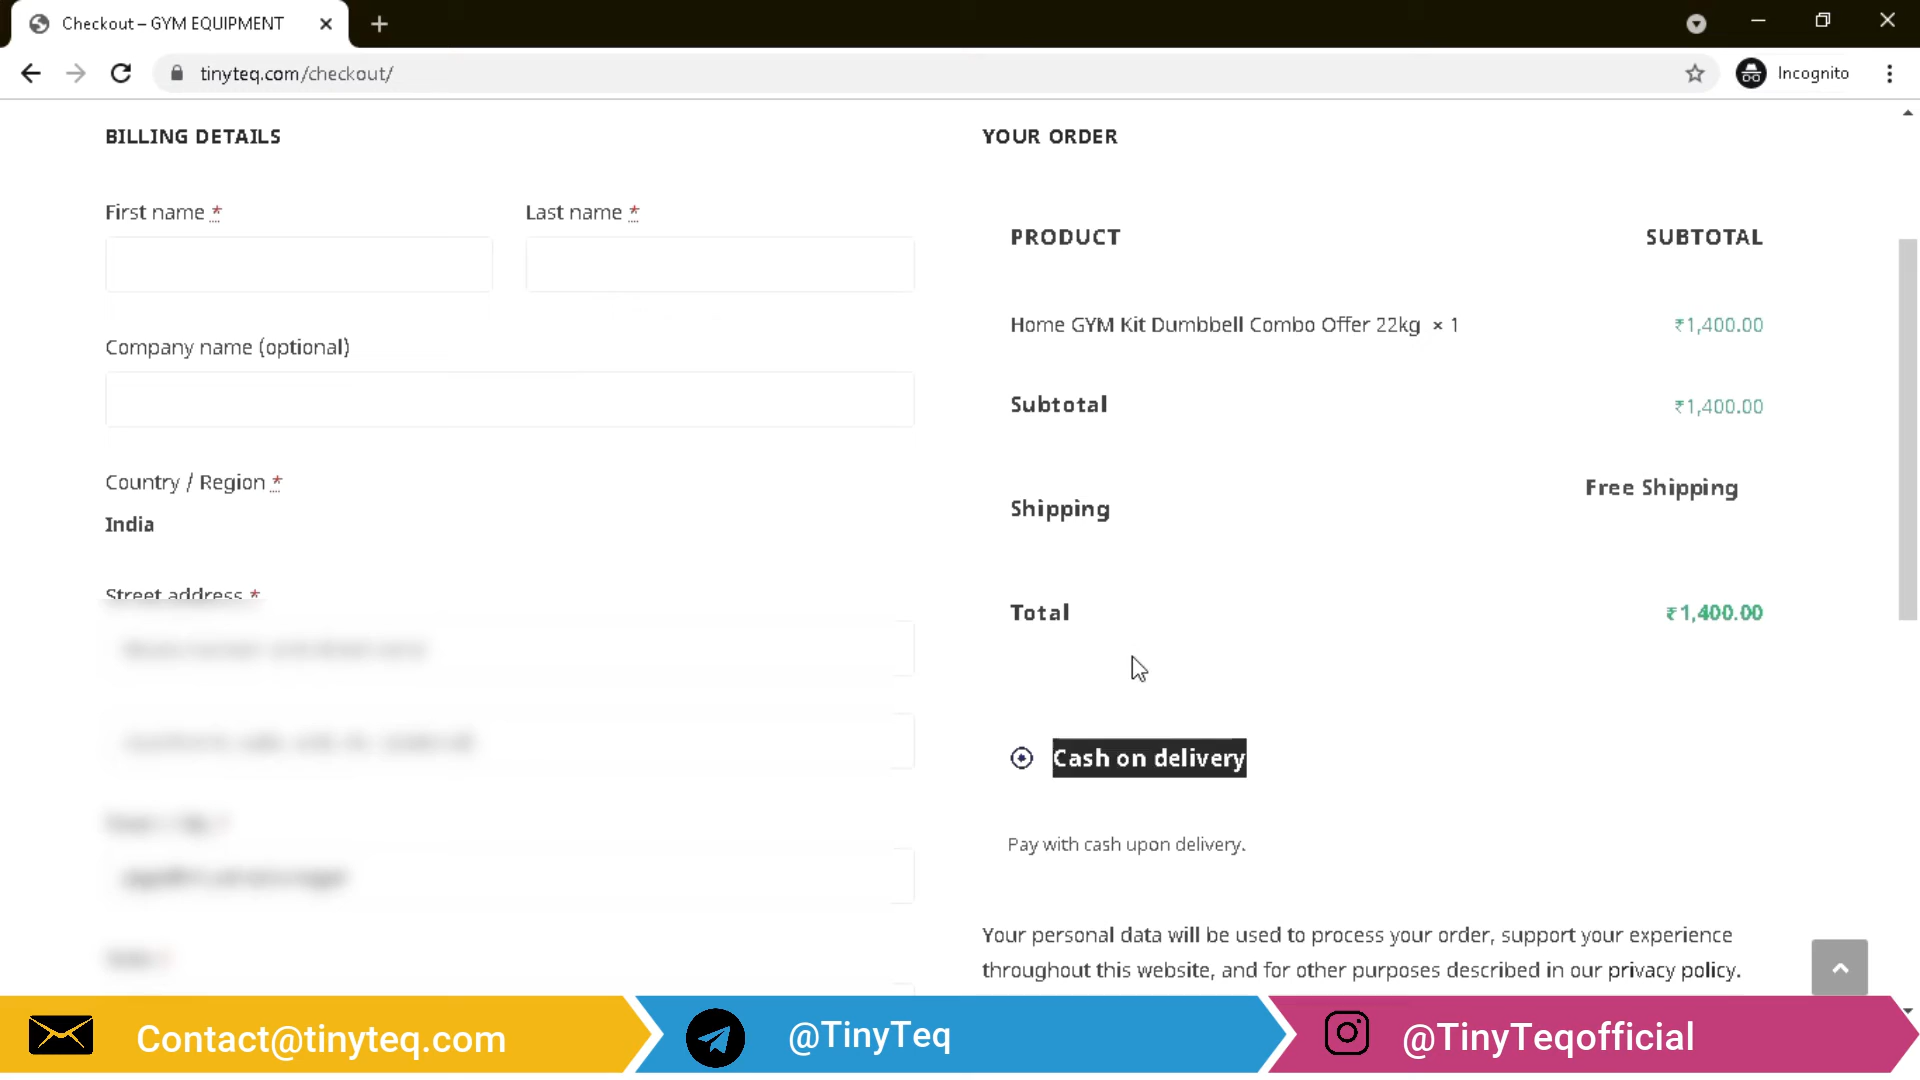 Checkout – GYM EQUIPMENT
tinyteq.com/checkout/
Incognito
BILLING DETAILS
First name *
Last name *
Company name (optional)
Country / Region *
India
Street address *
YOUR ORDER
PRODUCT SUBTOTAL
Home GYM Kit Dumbbell Combo Offer 22kg × 1 ₹1,400.00
Subtotal ₹1,400.00
Shipping Free Shipping
Total ₹1,400.00
Cash on delivery
Pay with cash upon delivery.
Your personal data will be used to process your order, support your experience
throughout this website, and for other purposes described in our privacy policy.
Contact@tinyteq.com
@TinyTeq
@TinyTeqofficial